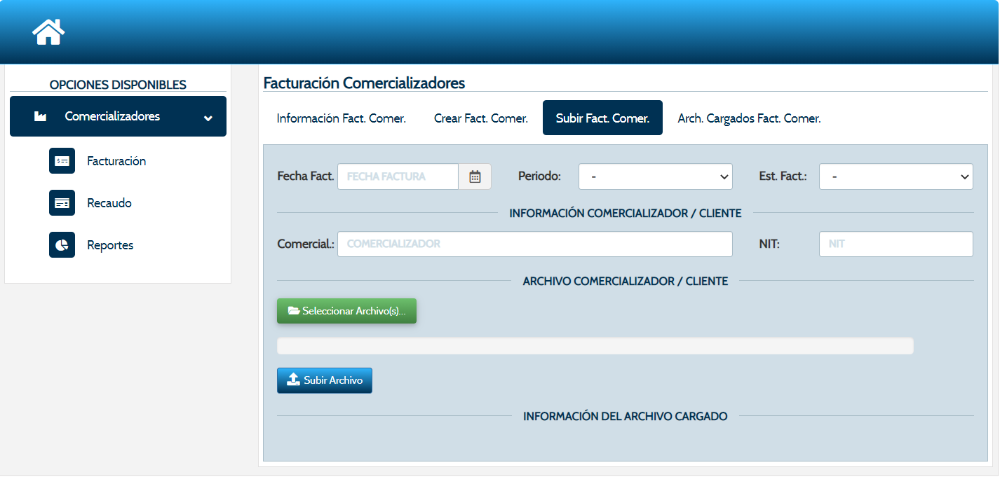 OPCIONES DISPONIBLES
Comercializadores
Facturación
Recaudo
Reportes
Facturación Comercializadores
Información Fact. Comer. Crear Fact. Comer. Subir Fact. Comer. Arch. Cargados Fact. Comer.
Fecha Fact. FECHA FACTURA Periodo: - Est. Fact.: -
INFORMACIÓN COMERCIALIZADOR / CLIENTE
Comercial.: COMERCIALIZADOR NIT: NIT
ARCHIVO COMERCIALIZADOR / CLIENTE
Seleccionar Archivo(s)...
Subir Archivo
INFORMACIÓN DEL ARCHIVO CARGADO